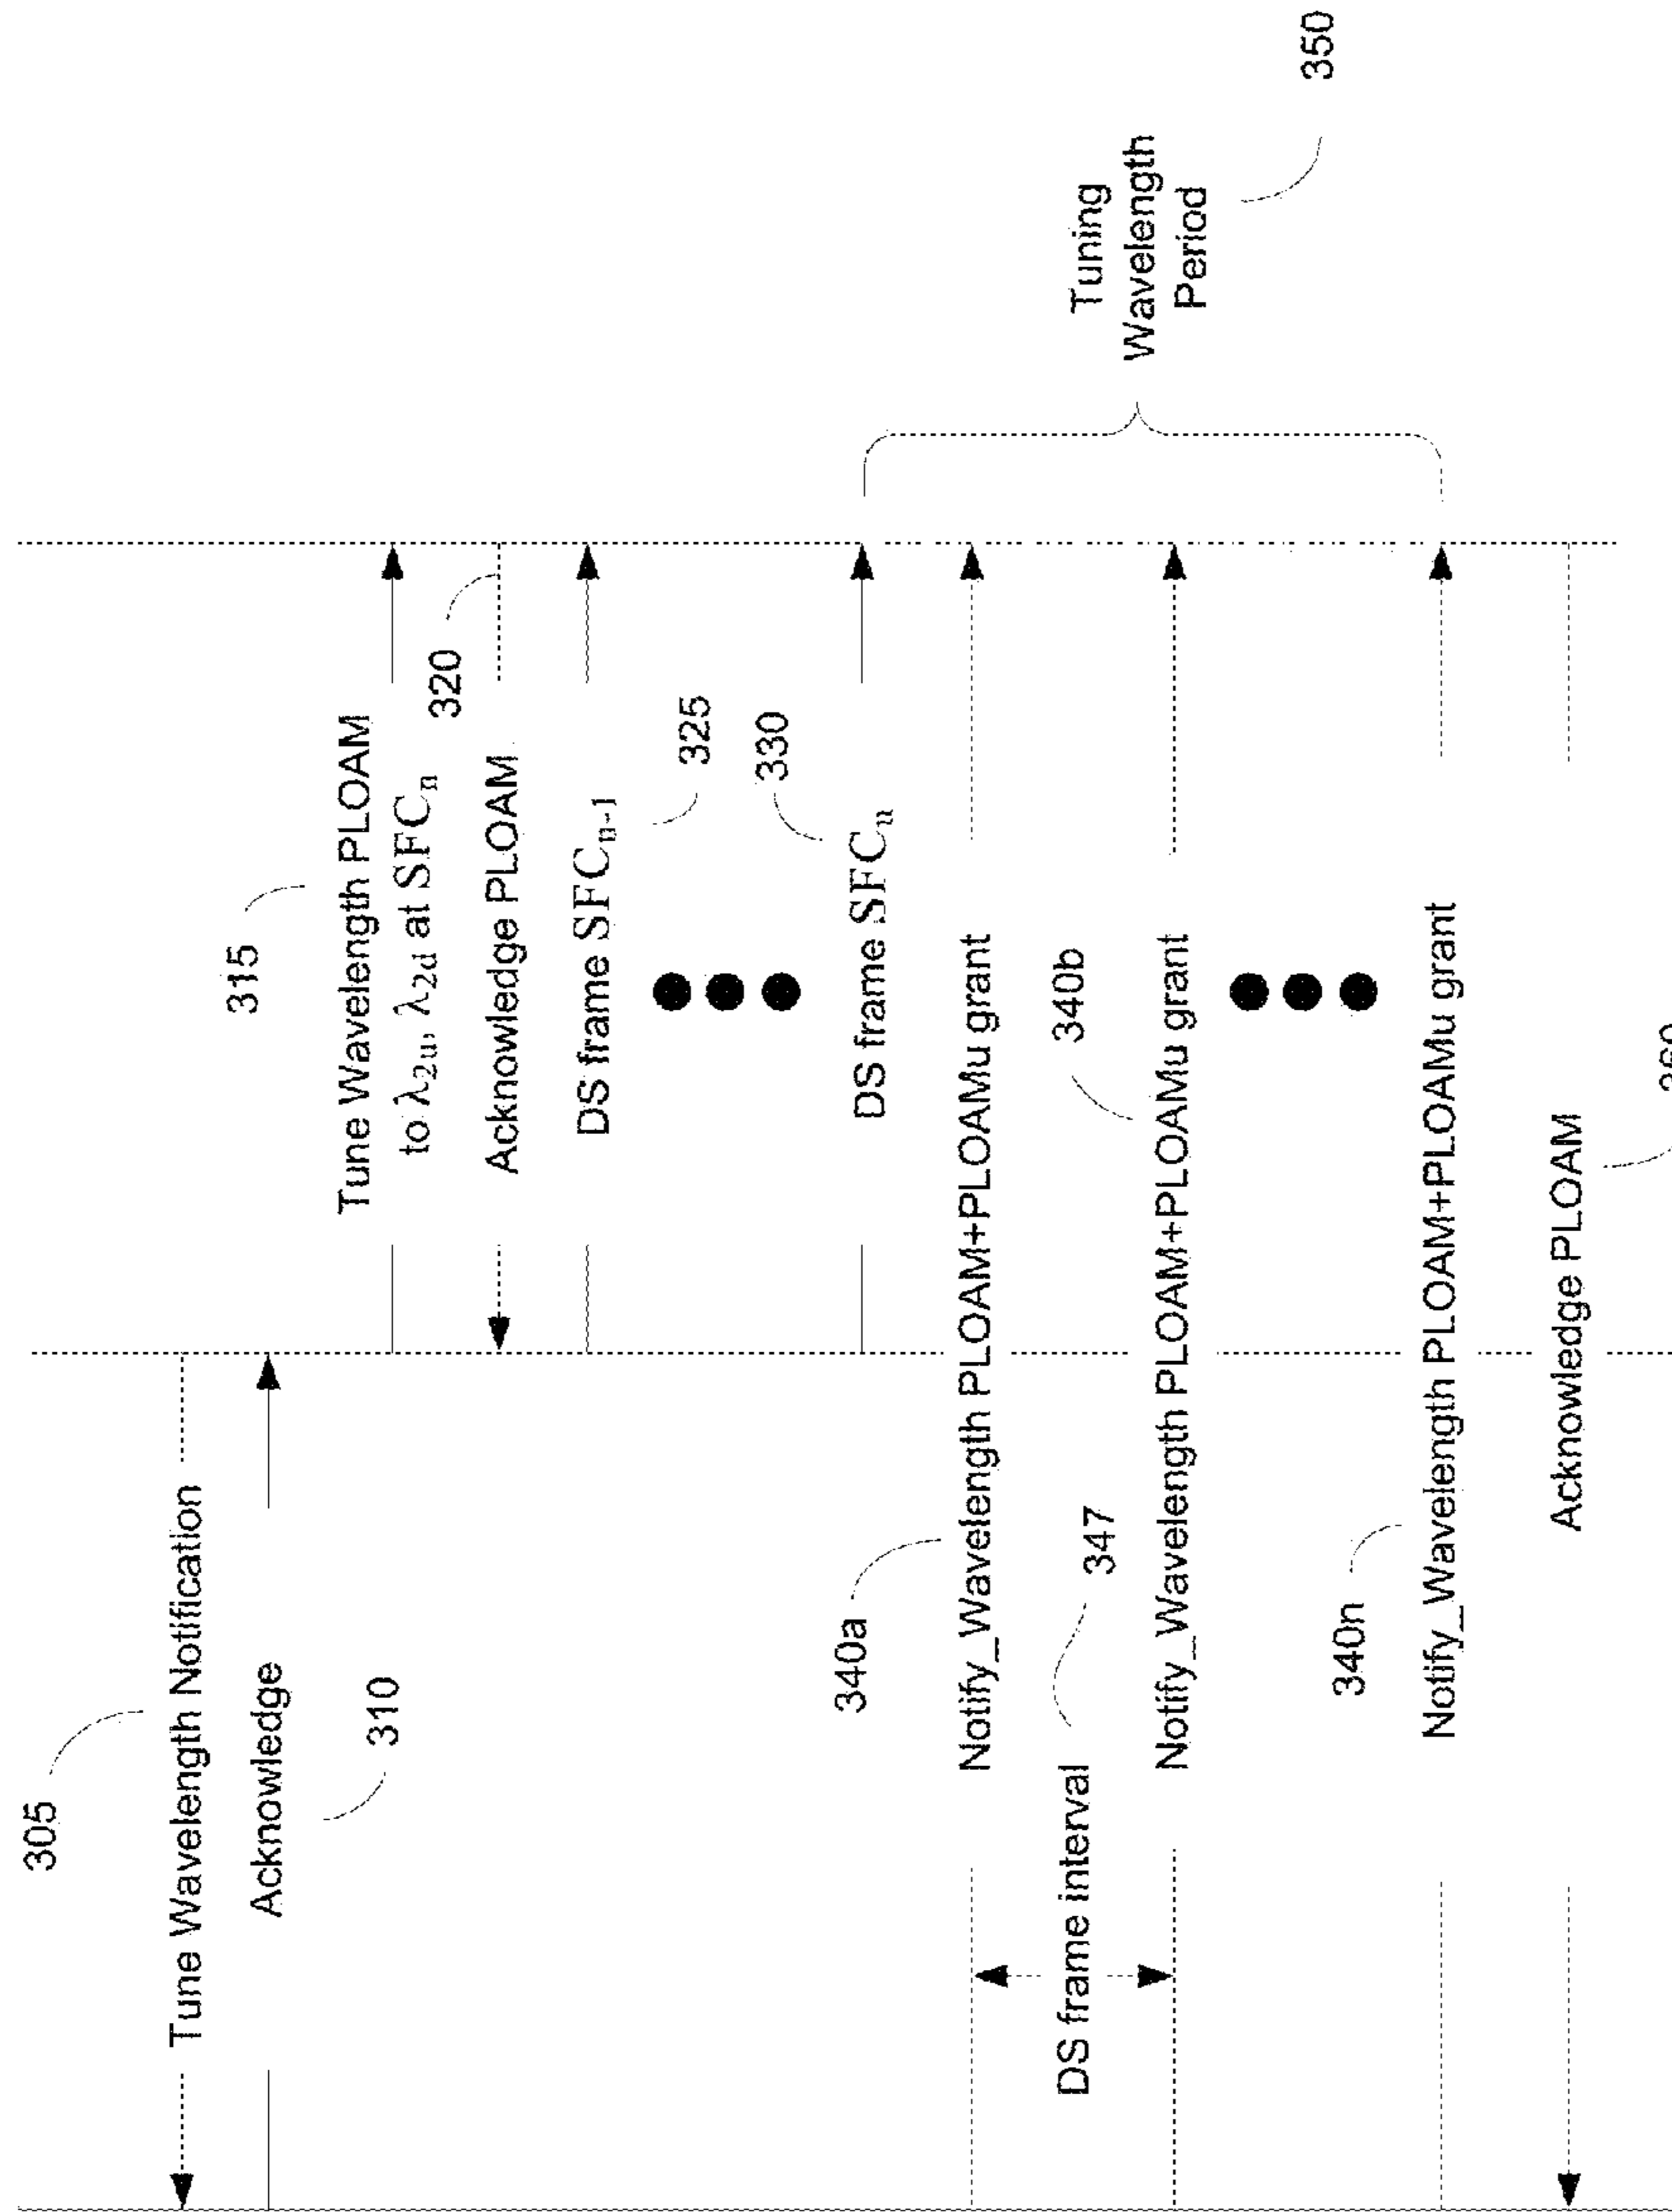 305
Tune Wavelength Notification
Acknowledge
310
315
Tune Wavelength PLOAM
to λ2u, λ2d at SFCn
320
Acknowledge PLOAM
DS frame SFCn-1
325
330
DS frame SFCn
340a
Notify_Wavelength PLOAM+PLOAMu grant
DS frame interval
347
340b
Notify_Wavelength PLOAM+PLOAMu grant
340n
Notify_Wavelength PLOAM+PLOAMu grant
Tuning
Wavelength
Period
350
Acknowledge PLOAM